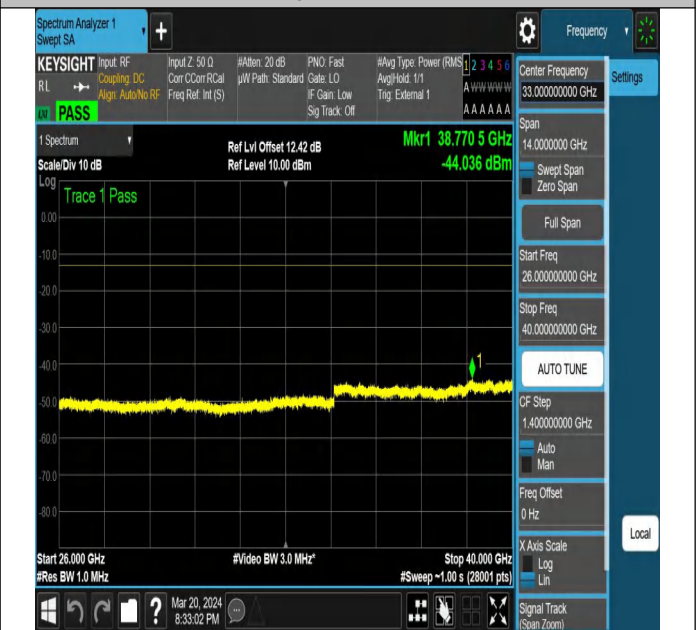 Spectrum Analyzer 1
Swept SA
+
Frequency
KEYSIGHT
RL
PASS
Input: RF
Coupling: DC
Align: Auto/No RF
Input Z: 50 Ω
Corr CCorr RCal
Freq Ref: Int (S)
#Atten: 20 dB
µW Path: Standard
PNO: Fast
Gate: LO
IF Gain: Low
Sig Track: Off
#Avg Type: Power (RMS
Avg|Hold: 1/1
Trig: External 1
1 2 3 4 5 6
A W W W W W
A A A A A A
1 Spectrum
Scale/Div 10 dB
Ref Lvl Offset 12.42 dB
Ref Level 10.00 dBm
Mkr1 38.770 5 GHz
-44.036 dBm
Log
Trace 1 Pass
0.00
-10.0
-20.0
-30.0
-40.0
-50.0
-60.0
-70.0
-80.0
1
Start 26.000 GHz
#Res BW 1.0 MHz
#Video BW 3.0 MHz*
Stop 40.000 GHz
#Sweep ~1.00 s (28001 pts)
Center Frequency
33.000000000 GHz
Settings
Span
14.0000000 GHz
Swept Span
Zero Span
Full Span
Start Freq
26.000000000 GHz
Stop Freq
40.000000000 GHz
AUTO TUNE
CF Step
1.400000000 GHz
Auto
Man
Freq Offset
0 Hz
X Axis Scale
Log
Lin
Local
Signal Track
(Span Zoom)
?
Mar 20, 2024
8:33:02 PM